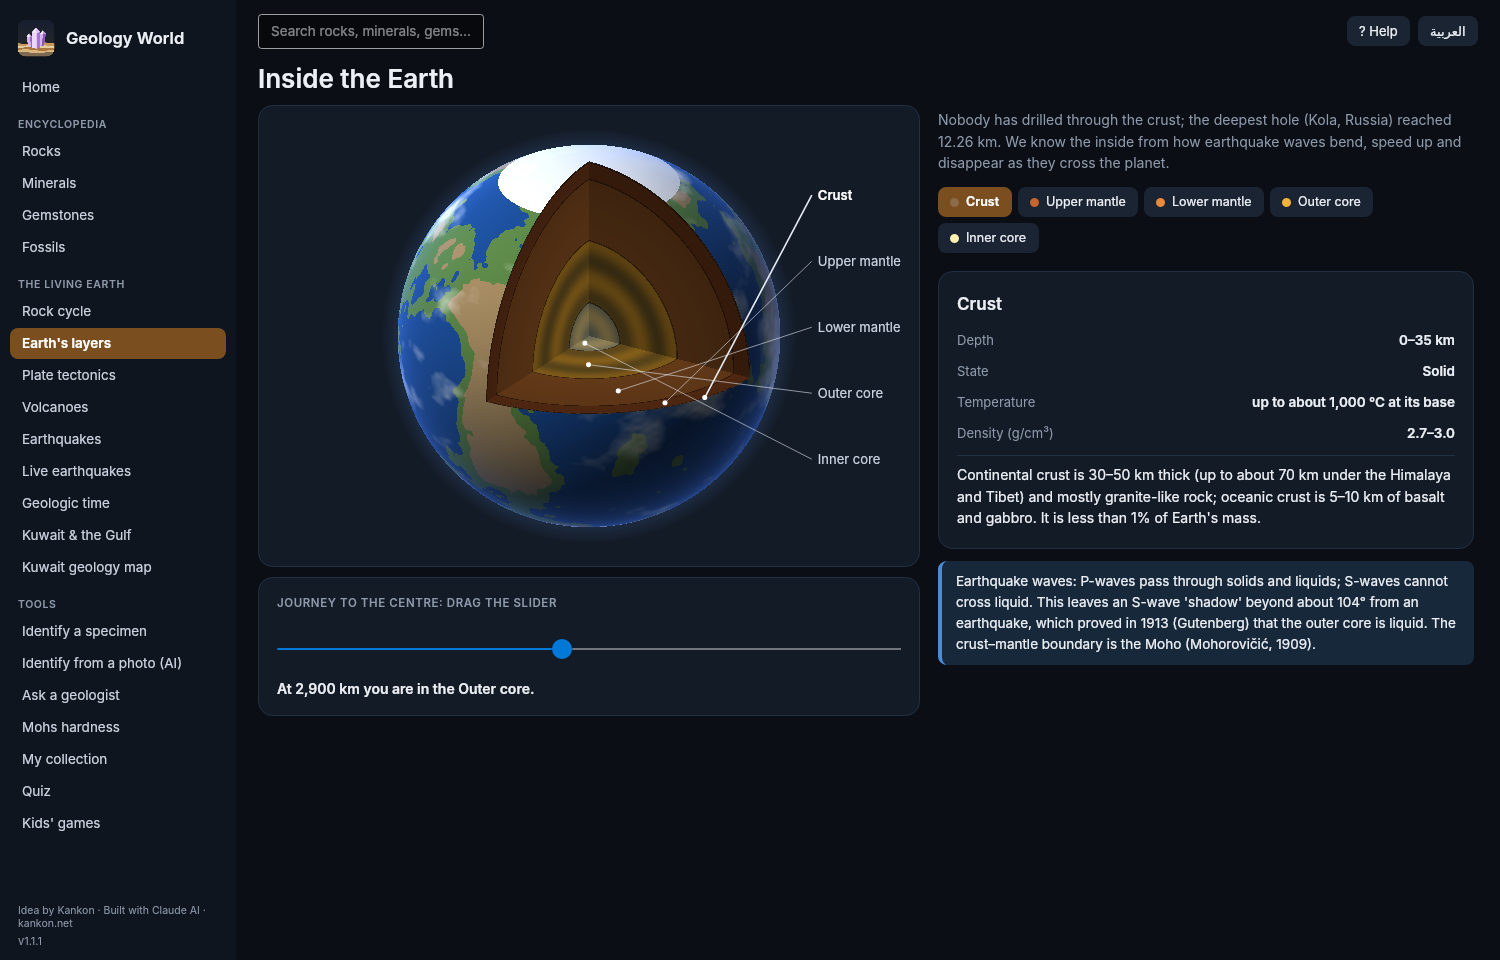 Geology World
Home
ENCYCLOPEDIA
Rocks
Minerals
Gemstones
Fossils
THE LIVING EARTH
Rock cycle
Earth's layers
Plate tectonics
Volcanoes
Earthquakes
Live earthquakes
Geologic time
Kuwait & the Gulf
Kuwait geology map
TOOLS
Identify a specimen
Identify from a photo (AI)
Ask a geologist
Mohs hardness
My collection
Quiz
Kids' games
Idea by Kankon · Built with Claude AI ·
kankon.net
v1.1.1
Search rocks, minerals, gems...
? Help
العربية
Inside the Earth
Crust
Upper mantle
Lower mantle
Outer core
Inner core
JOURNEY TO THE CENTRE: DRAG THE SLIDER
At 2,900 km you are in the Outer core.
Nobody has drilled through the crust; the deepest hole (Kola, Russia) reached
12.26 km. We know the inside from how earthquake waves bend, speed up and
disappear as they cross the planet.
Crust
Upper mantle
Lower mantle
Outer core
Inner core
Crust
Depth 0–35 km
State Solid
Temperature up to about 1,000 °C at its base
Density (g/cm³) 2.7–3.0
Continental crust is 30–50 km thick (up to about 70 km under the Himalaya
and Tibet) and mostly granite-like rock; oceanic crust is 5–10 km of basalt
and gabbro. It is less than 1% of Earth's mass.
Earthquake waves: P-waves pass through solids and liquids; S-waves cannot
cross liquid. This leaves an S-wave 'shadow' beyond about 104° from an
earthquake, which proved in 1913 (Gutenberg) that the outer core is liquid. The
crust–mantle boundary is the Moho (Mohorovičić, 1909).